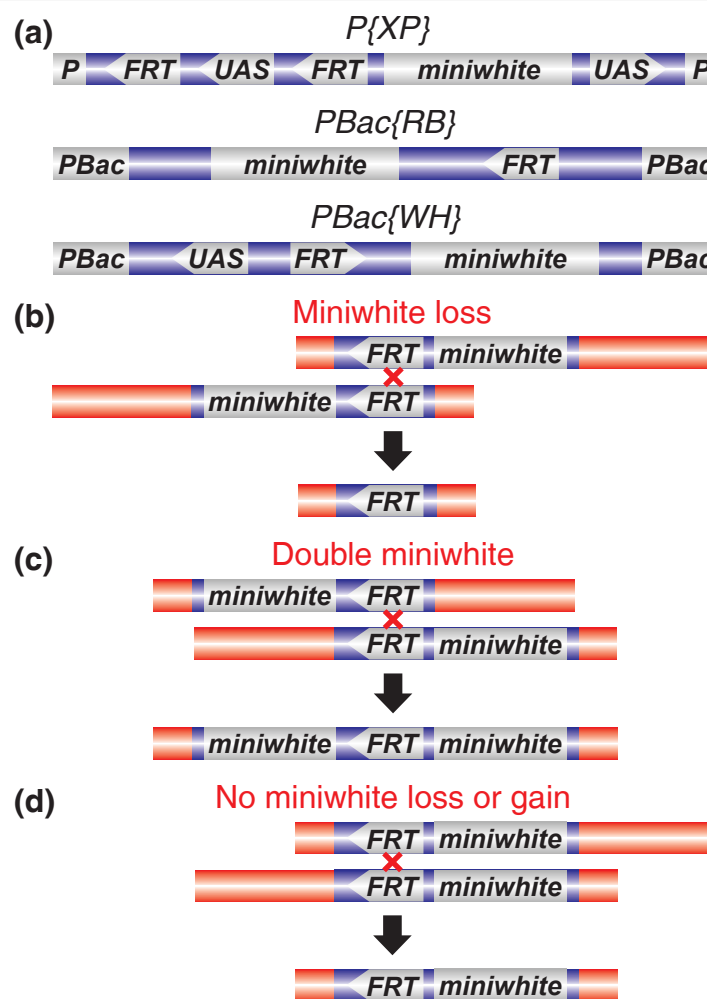 (a)
P{XP}
P FRT UAS FRT miniwhite UAS P
PBac{RB}
PBac miniwhite FRT PBac
PBac{WH}
PBac UAS FRT miniwhite PBac
(b)
Miniwhite loss
FRT miniwhite
miniwhite FRT
FRT
(c)
Double miniwhite
miniwhite FRT
FRT miniwhite
miniwhite FRT miniwhite
(d)
No miniwhite loss or gain
FRT miniwhite
FRT miniwhite
FRT miniwhite